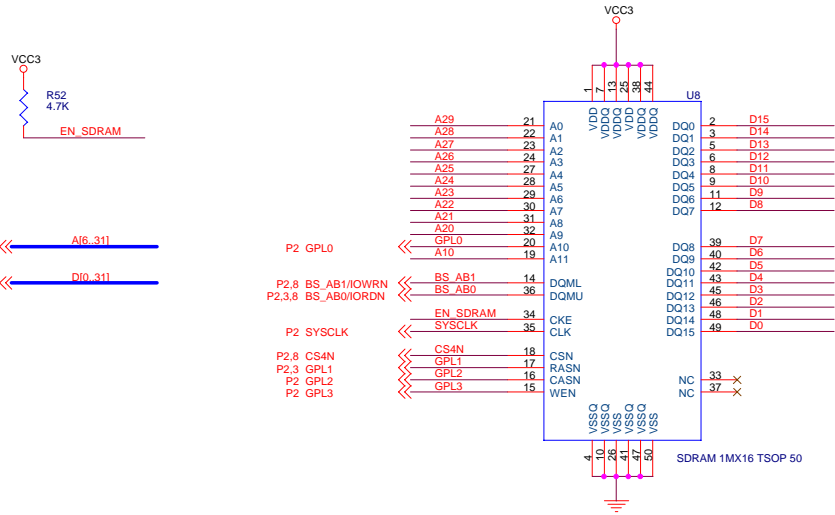 VCC3
VCC3
R52
4.7K
EN_SDRAM
U8
1 7 13 25 38 44
VDD VDDQ VDDQ VDD VDDQ VDDQ
A29 21 A0 DQ0 2 D15
A28 22 A1 DQ1 3 D14
A27 23 A2 DQ2 5 D13
A26 24 A3 DQ3 6 D12
A25 27 A4 DQ4 8 D11
A24 28 A5 DQ5 9 D10
A23 29 A6 DQ6 11 D9
A22 30 A7 DQ7 12 D8
A21 31 A8
A20 32 A9
A[6..31] P2 GPL0 GPL0 20 A10 DQ8 39 D7
A10 19 A11 DQ9 40 D6
DQ10 42 D5
D[0..31] P2,8 BS_AB1/IOWRN BS_AB1 14 DQML DQ11 43 D4
P2,3,8 BS_AB0/IORDN BS_AB0 36 DQMU DQ12 45 D3
DQ13 46 D2
EN_SDRAM 34 CKE DQ14 48 D1
P2 SYSCLK SYSCLK 35 CLK DQ15 49 D0
P2,8 CS4N CS4N 18 CSN
P2,3 GPL1 GPL1 17 RASN
P2 GPL2 GPL2 16 CASN NC 33
P2 GPL3 GPL3 15 WEN NC 37
VSSQ VSSQ VSS VSSQ VSSQ VSS
4 10 26 41 47 50
SDRAM 1MX16 TSOP 50